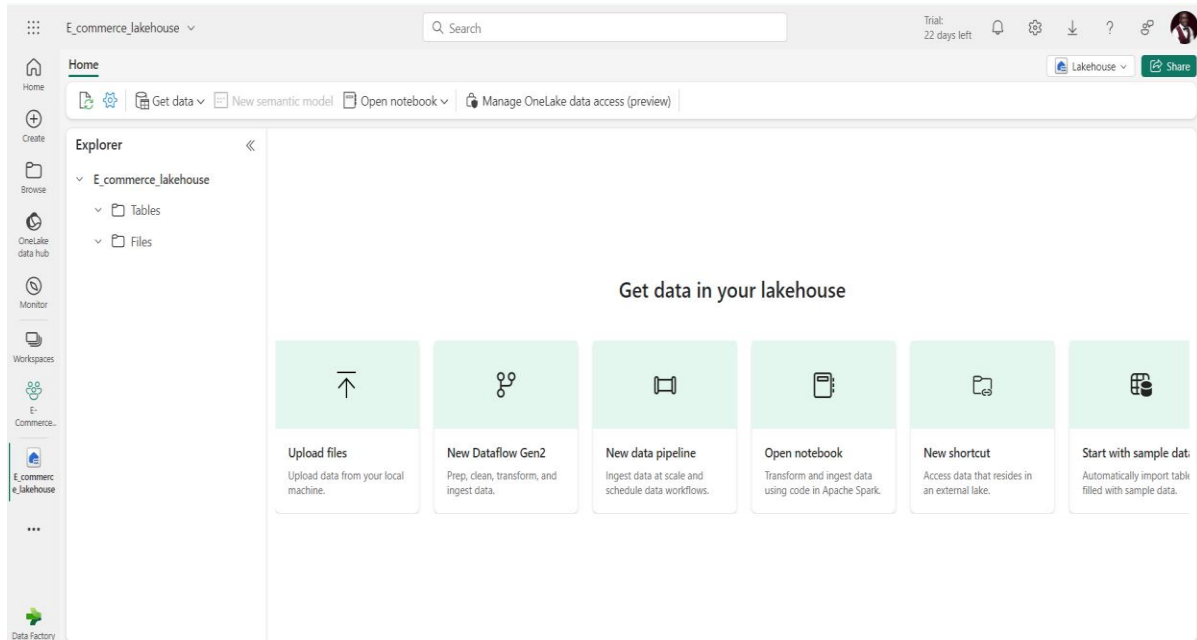 E_commerce_lakehouse
Search
Trial:
22 days left
Home
Lakehouse
Share
Get data
New semantic model
Open notebook
Manage OneLake data access (preview)
Home
Create
Browse
OneLake
data hub
Monitor
Workspaces
E-
Commerce..
E_commerc
e_lakehouse
Data Factory
Explorer
E_commerce_lakehouse
Tables
Files
Get data in your lakehouse
Upload files
Upload data from your local
machine.
New Dataflow Gen2
Prep, clean, transform, and
ingest data.
New data pipeline
Ingest data at scale and
schedule data workflows.
Open notebook
Transform and ingest data
using code in Apache Spark.
New shortcut
Access data that resides in
an external lake.
Start with sample data
Automatically import table
filled with sample data.